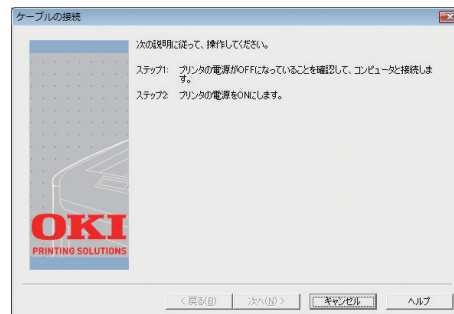 ケーブルの接続
次の説明に従って、操作してください。
ステップ1: プリンタの電源がOFFになっていることを確認して、コンピュータと接続しま
す。
ステップ2: プリンタの電源をONにします。
OKI
PRINTING SOLUTIONS
< 戻る(B) 次へ(N) > キャンセル ヘルプ